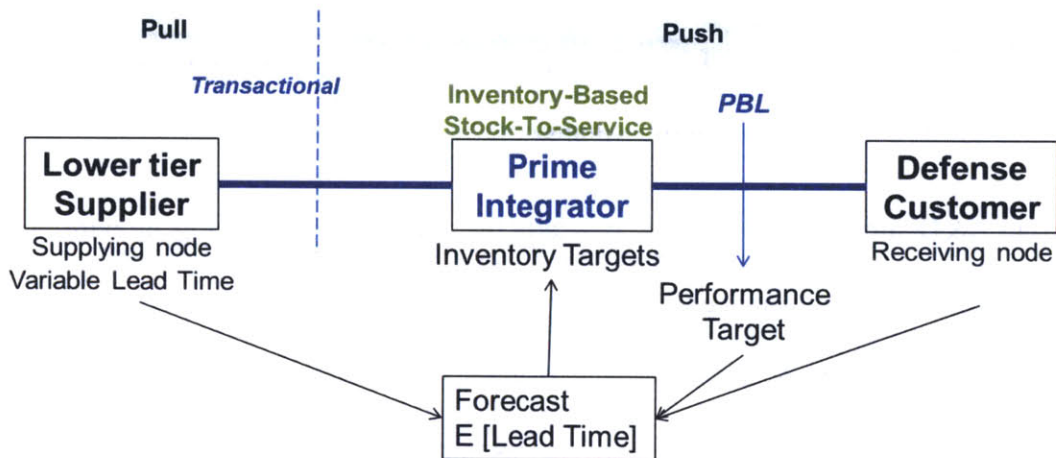 Pull
Push
Transactional
Inventory-Based
Stock-To-Service
PBL
Lower tier
Supplier
Prime
Integrator
Defense
Customer
Supplying node
Variable Lead Time
Inventory Targets
Receiving node
Performance
Target
Forecast
E [Lead Time]